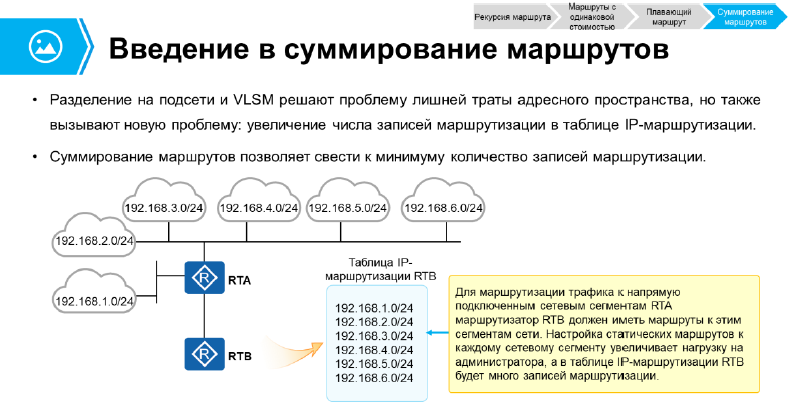 Рекурсия маршрута
Маршруты с
одинаковой
стоимостью
Плавающий
маршрут
Суммирование
маршрутов
Введение в суммирование маршрутов
• Разделение на подсети и VLSM решают проблему лишней траты адресного пространства, но также
вызывают новую проблему: увеличение числа записей маршрутизации в таблице IP-маршрутизации.
• Суммирование маршрутов позволяет свести к минимуму количество записей маршрутизации.
192.168.3.0/24
192.168.4.0/24
192.168.5.0/24
192.168.6.0/24
192.168.2.0/24
192.168.1.0/24
R
RTA
R
RTB
Таблица IP-
маршрутизации RTB
192.168.1.0/24
192.168.2.0/24
192.168.3.0/24
192.168.4.0/24
192.168.5.0/24
192.168.6.0/24
Для маршрутизации трафика к напрямую
подключенным сетевым сегментам RTA
маршрутизатор RTB должен иметь маршруты к этим
сегментам сети. Настройка статических маршрутов к
каждому сетевому сегменту увеличивает нагрузку на
администратора, а в таблице IP-маршрутизации RTB
будет много записей маршрутизации.